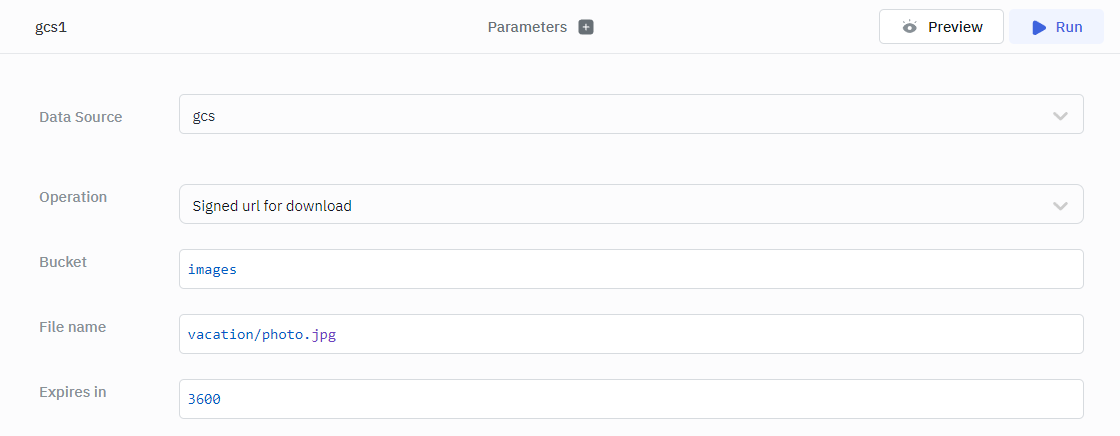 gcs1
Parameters
Preview
Run
Data Source
gcs
Operation
Signed url for download
Bucket
images
File name
vacation/photo.jpg
Expires in
3600